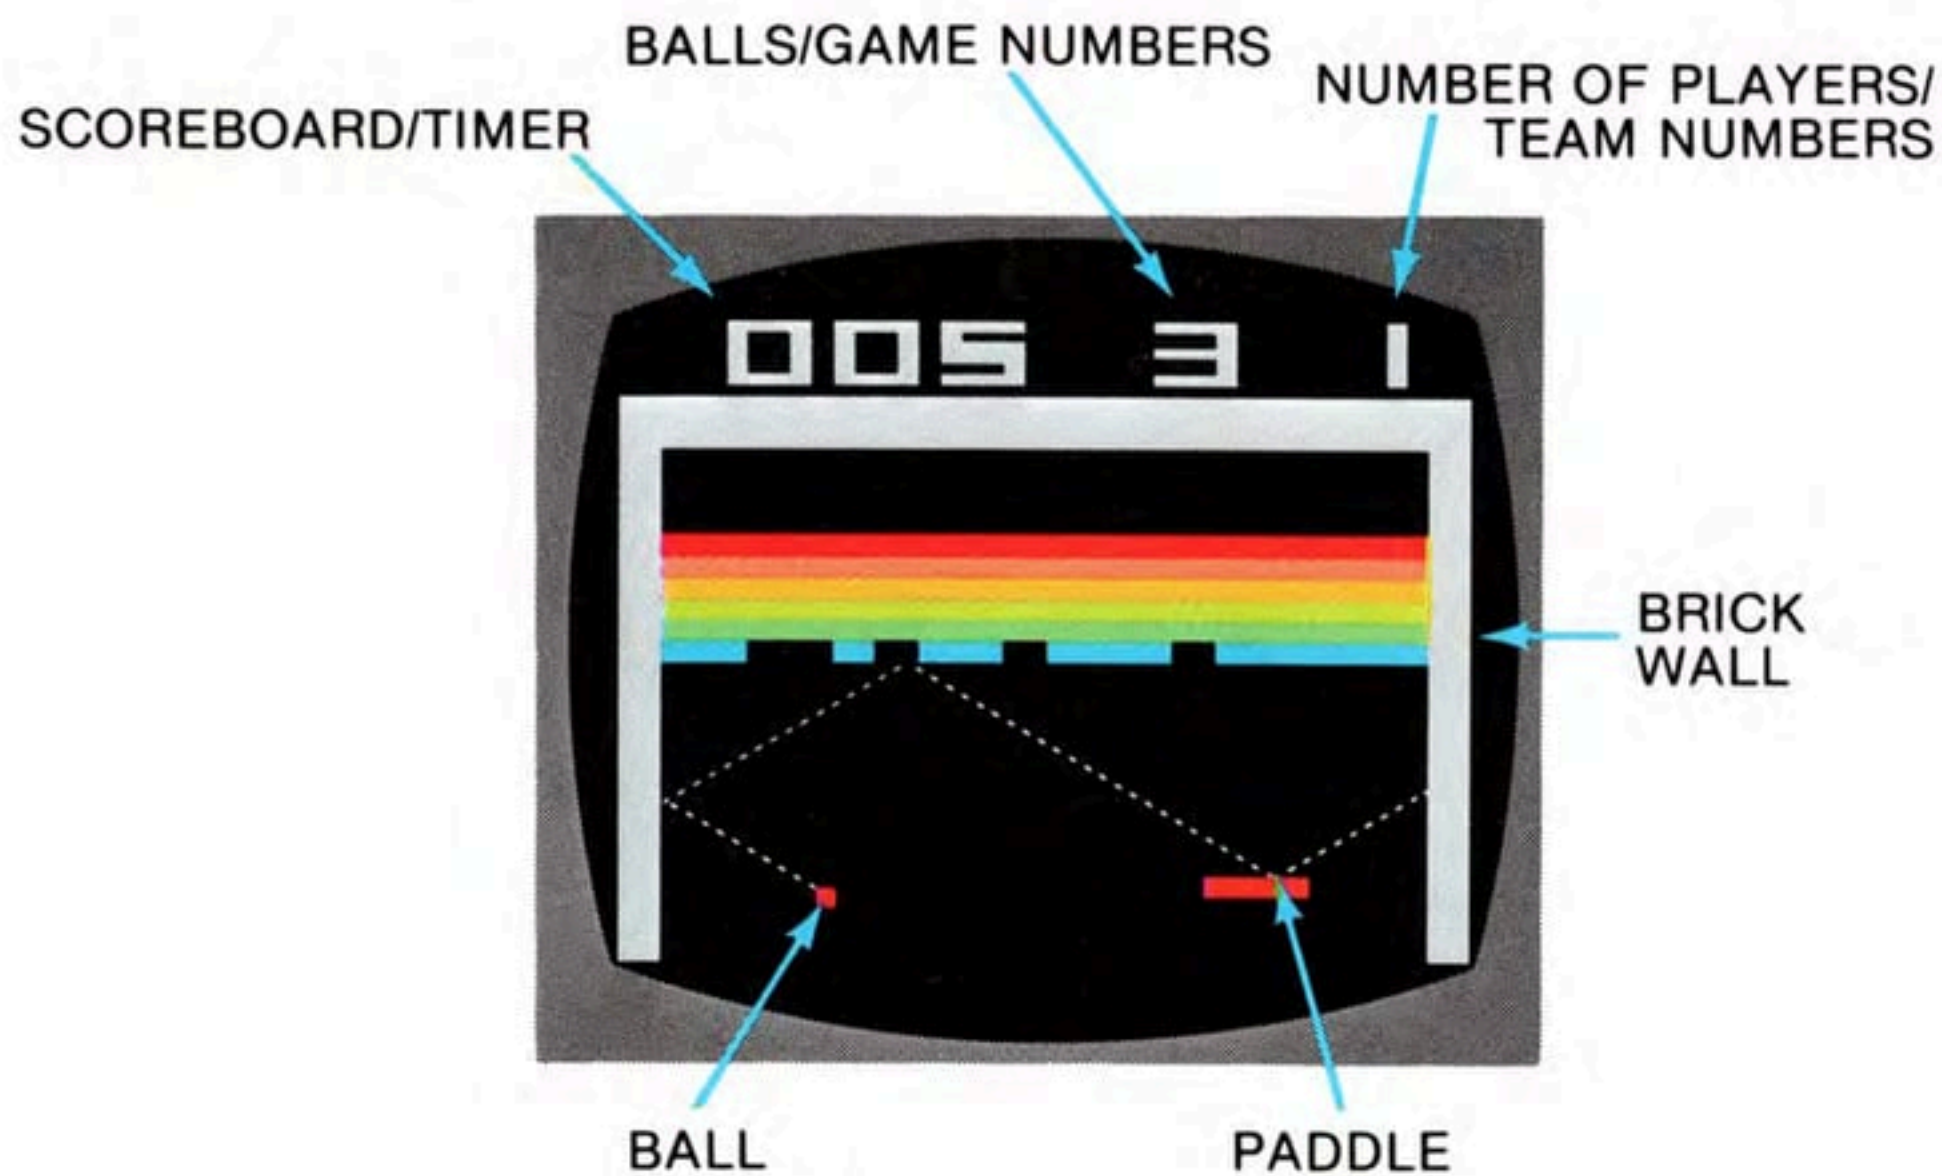 BALLS/GAME NUMBERS
NUMBER OF PLAYERS/
TEAM NUMBERS
SCOREBOARD/TIMER
005 3 1
BRICK
WALL
BALL
PADDLE